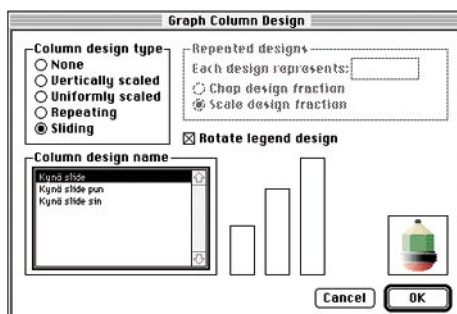 Graph Column Design
Column design type
None
Vertically scaled
Uniformly scaled
Repeating
Sliding
Repeated designs
Each design represents:
Chop design fraction
Scale design fraction
Rotate legend design
Column design name
Kynä slide
Kynä slide pun
Kynä slide sin
Cancel
OK